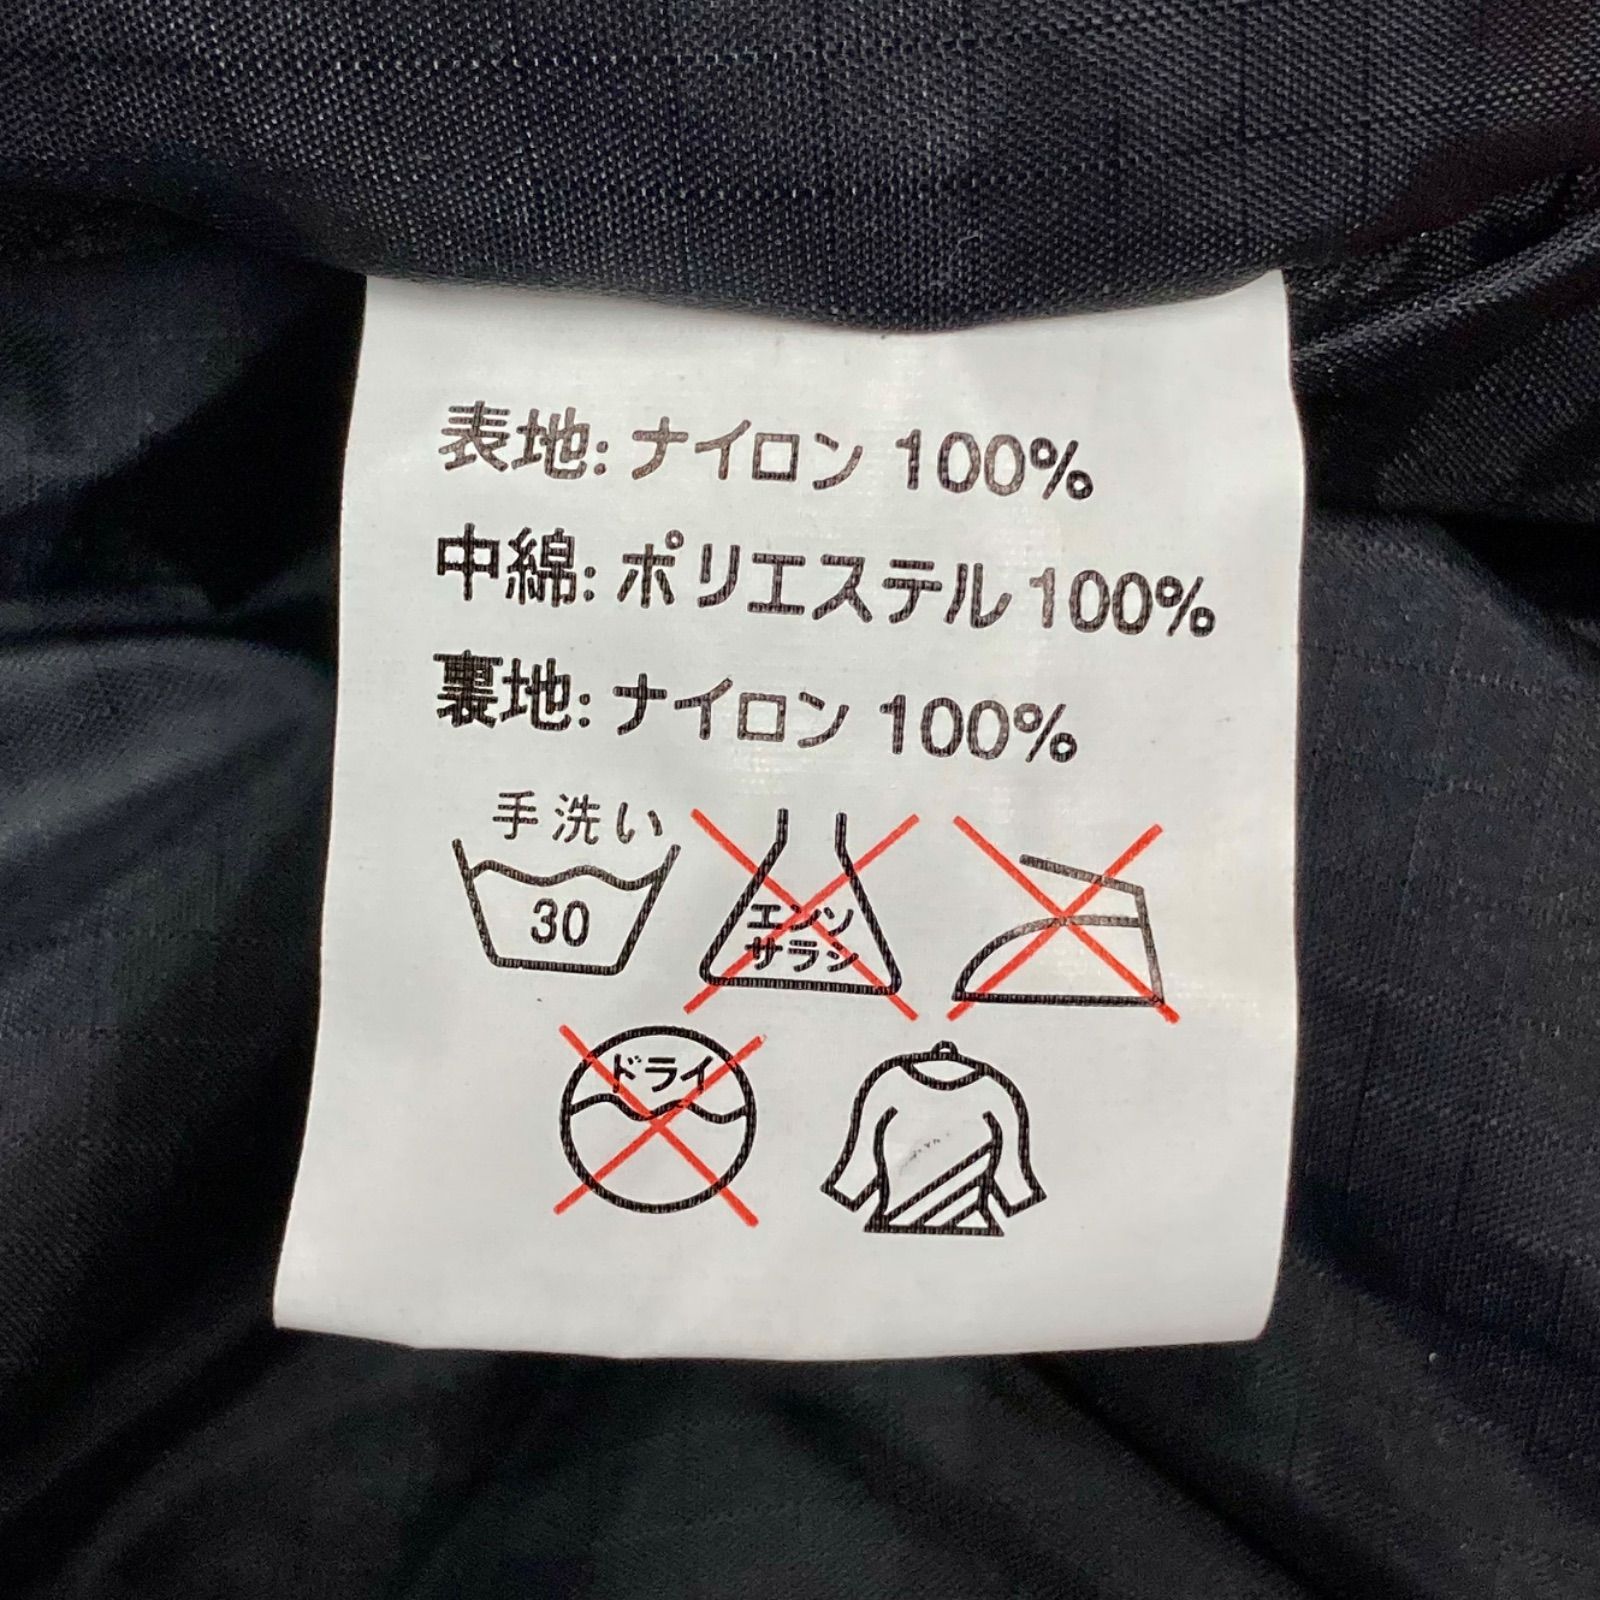 表地: ナイロン 100%
中綿: ポリエステル 100%
裏地: ナイロン 100%
手洗い
30
エンソ
サラシ
ドライ